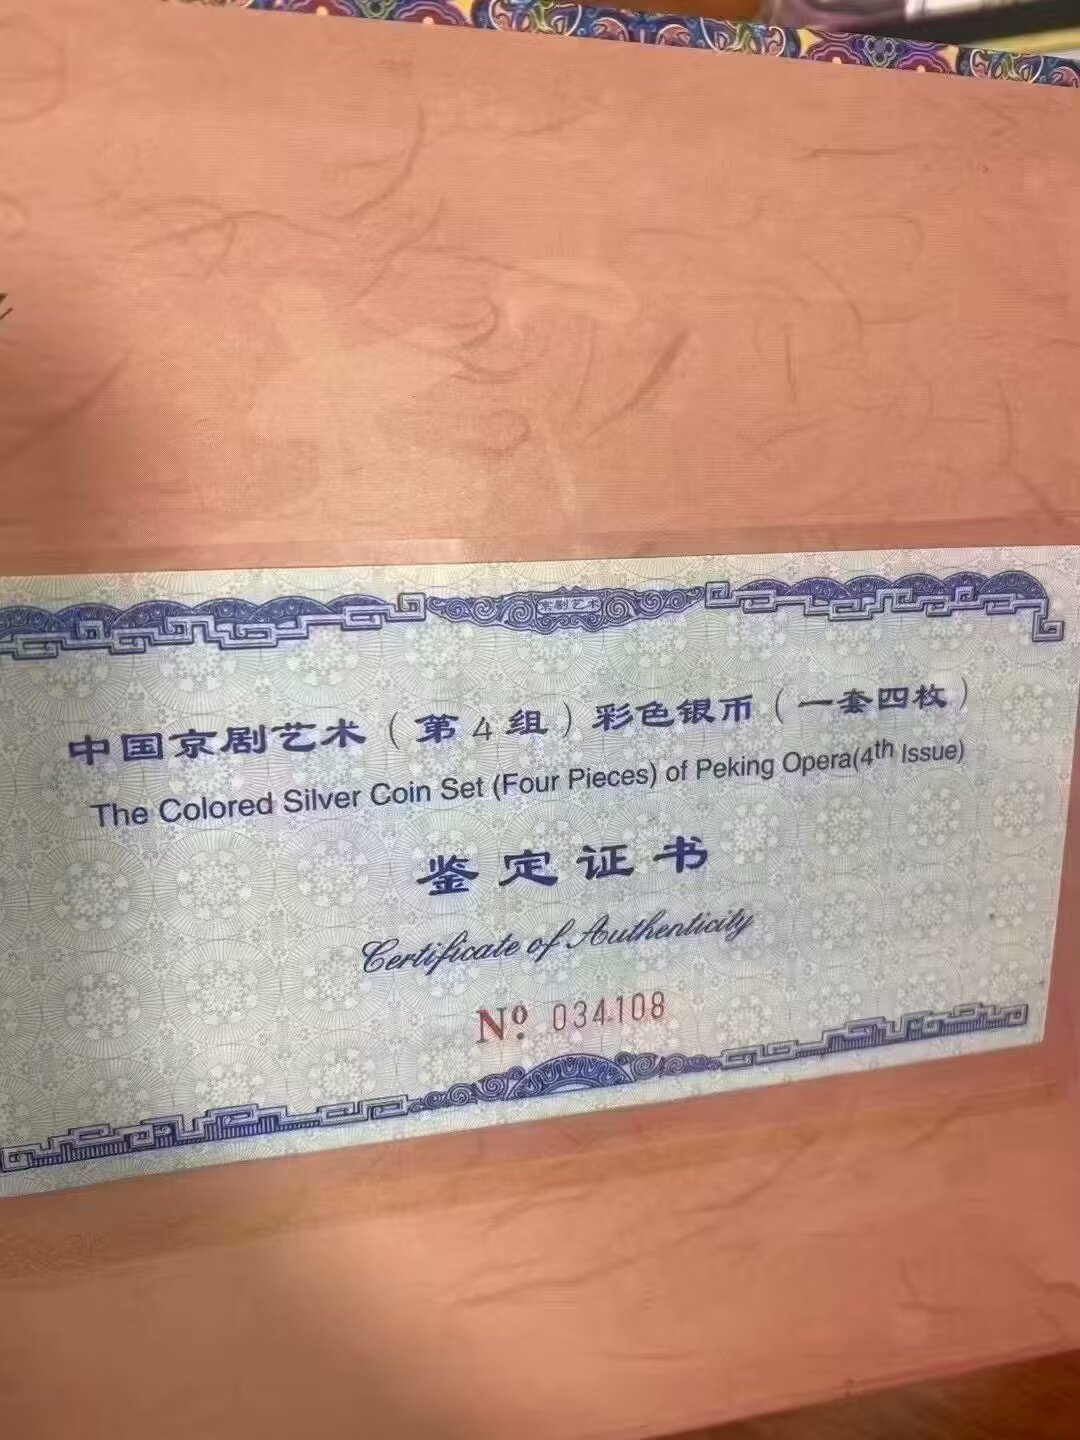 京剧艺术
中国京剧艺术（第4组）彩色银币（一套四枚）
The Colored Silver Coin Set (Four Pieces) of Peking Opera(4th Issue)
鉴定证书
Certificate of Authenticity
Nº. 034108